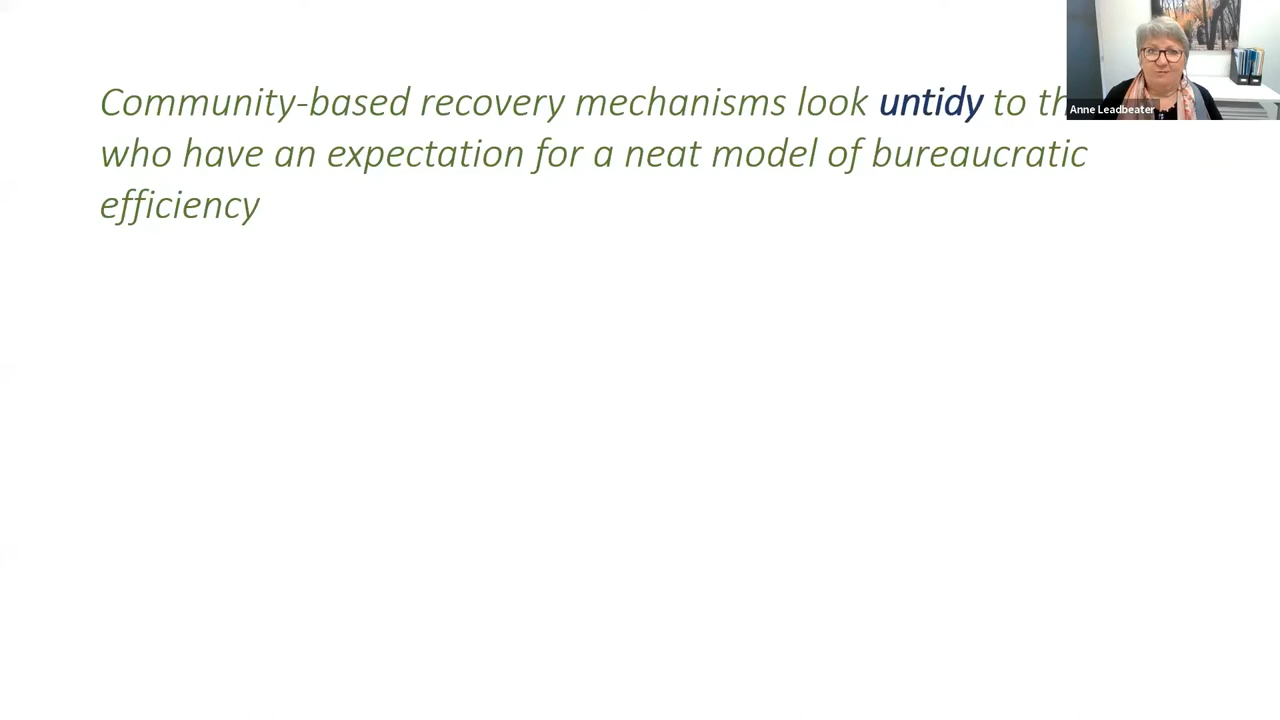 Community-based recovery mechanisms look untidy to th
who have an expectation for a neat model of bureaucratic
efficiency
Anne Leadbeater